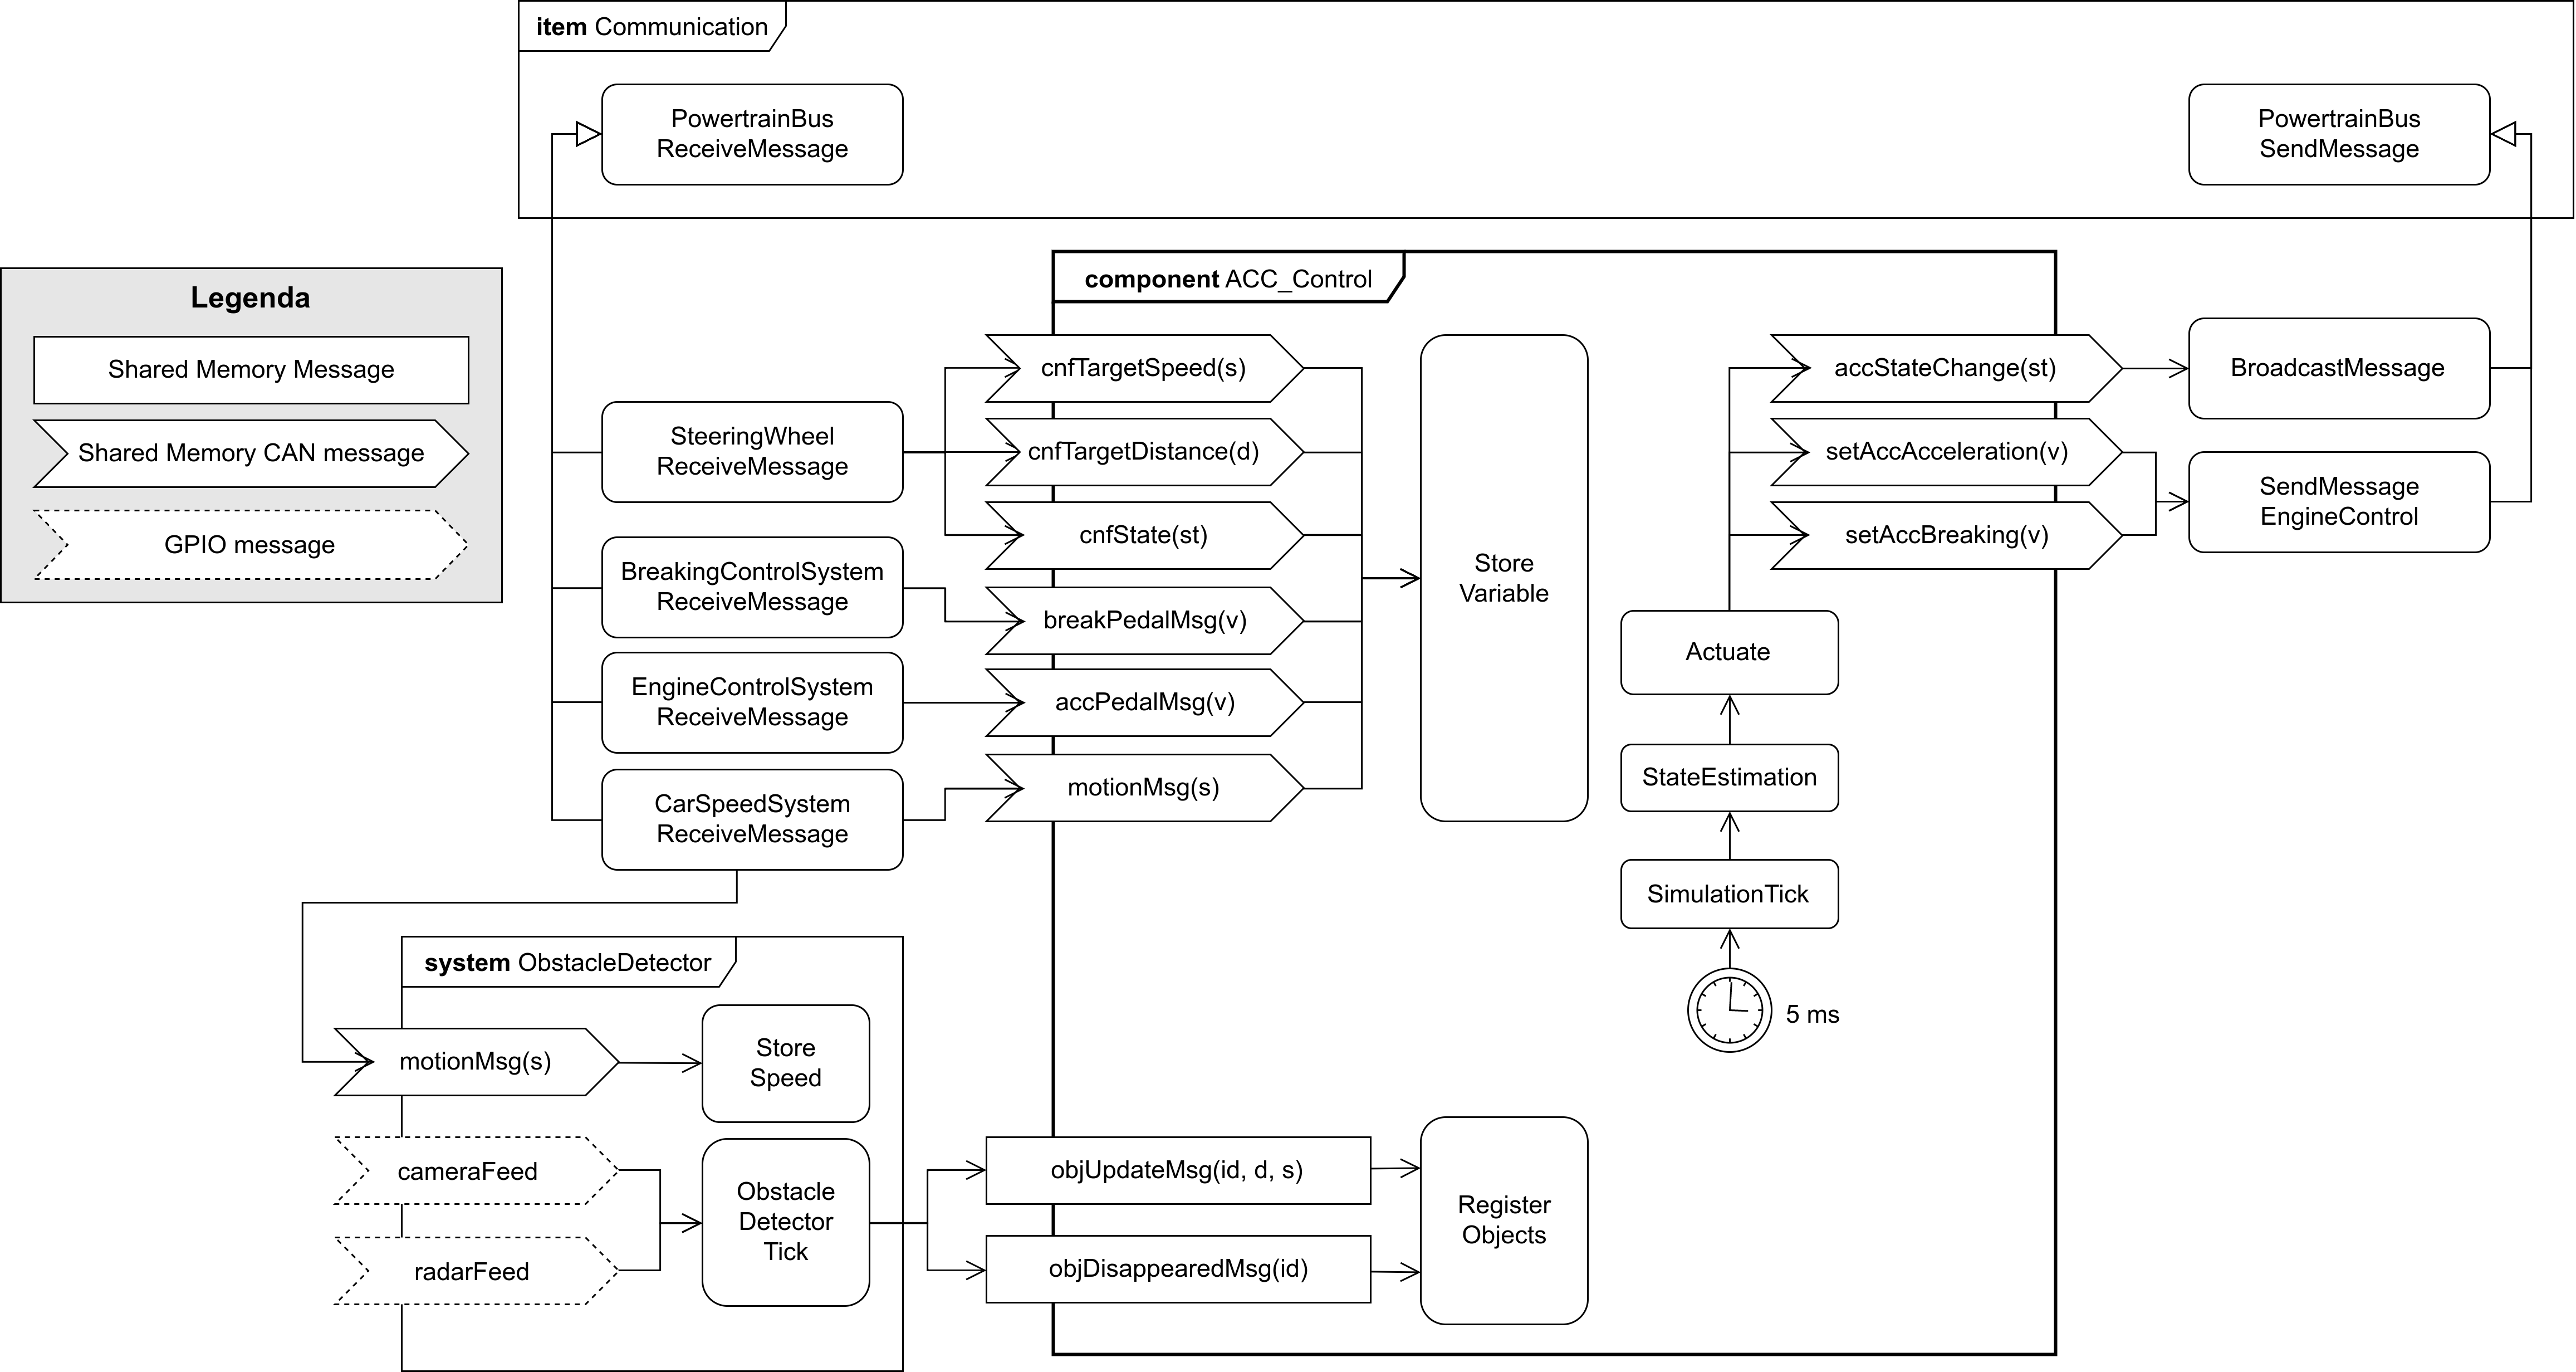 item Communication
PowertrainBus
ReceiveMessage
PowertrainBus
SendMessage
Legenda
Shared Memory Message
Shared Memory CAN message
GPIO message
component ACC_Control
SteeringWheel
ReceiveMessage
BreakingControlSystem
ReceiveMessage
EngineControlSystem
ReceiveMessage
CarSpeedSystem
ReceiveMessage
cnfTargetSpeed(s)
cnfTargetDistance(d)
cnfState(st)
breakPedalMsg(v)
accPedalMsg(v)
motionMsg(s)
Store
Variable
accStateChange(st)
setAccAcceleration(v)
setAccBreaking(v)
BroadcastMessage
SendMessage
EngineControl
Actuate
StateEstimation
SimulationTick
5 ms
system ObstacleDetector
motionMsg(s)
Store
Speed
cameraFeed
radarFeed
Obstacle
Detector
Tick
objUpdateMsg(id, d, s)
objDisappearedMsg(id)
Register
Objects